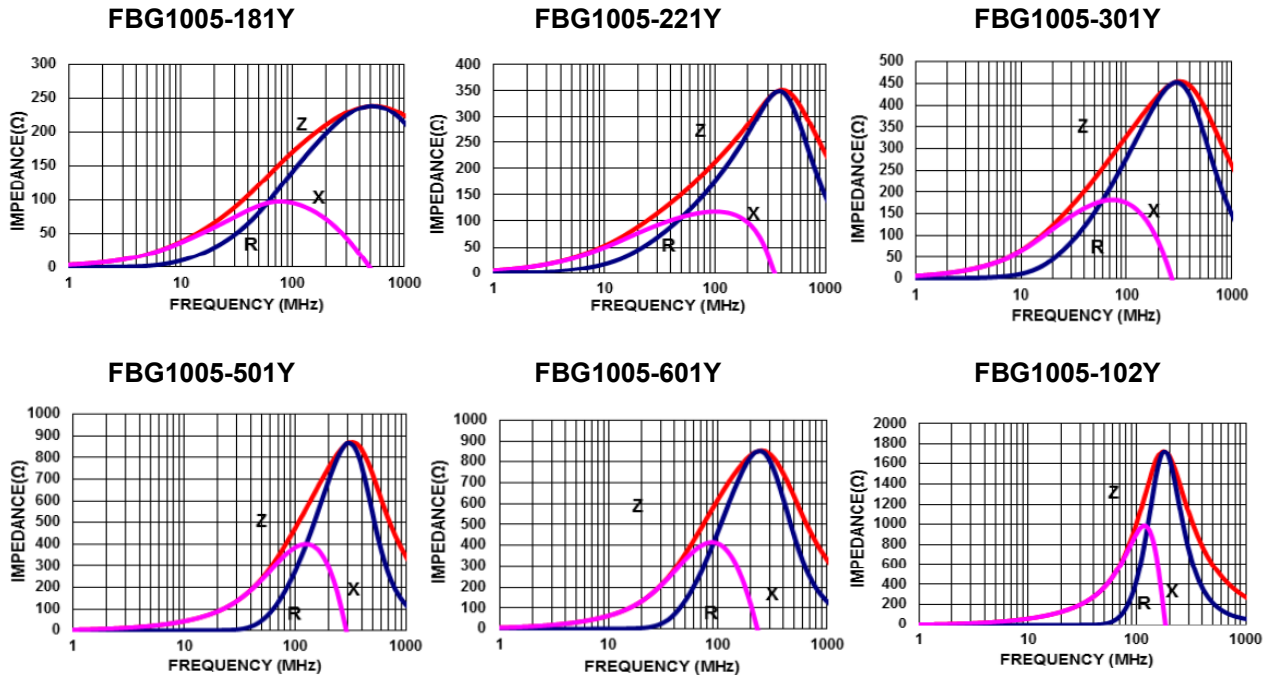 FBG1005-181Y
FBG1005-221Y
FBG1005-301Y
IMPEDANCE(Ω)
300
250
200
150
100
50
0
Z
X
R
1
10
100
1000
FREQUENCY (MHz)
IMPEDANCE(Ω)
400
350
300
250
200
150
100
50
0
Z
X
R
1
10
100
1000
FREQUENCY (MHz)
IMPEDANCE(Ω)
500
450
400
350
300
250
200
150
100
50
0
Z
X
R
1
10
100
1000
FREQUENCY (MHz)
FBG1005-501Y
FBG1005-601Y
FBG1005-102Y
IMPEDANCE(Ω)
1000
900
800
700
600
500
400
300
200
100
0
Z
X
R
1
10
100
1000
FREQUENCY (MHz)
IMPEDANCE(Ω)
1000
900
800
700
600
500
400
300
200
100
0
Z
X
R
1
10
100
1000
FREQUENCY (MHz)
IMPEDANCE(Ω)
2000
1800
1600
1400
1200
1000
800
600
400
200
0
Z
X
R
1
10
100
1000
FREQUENCY (MHz)